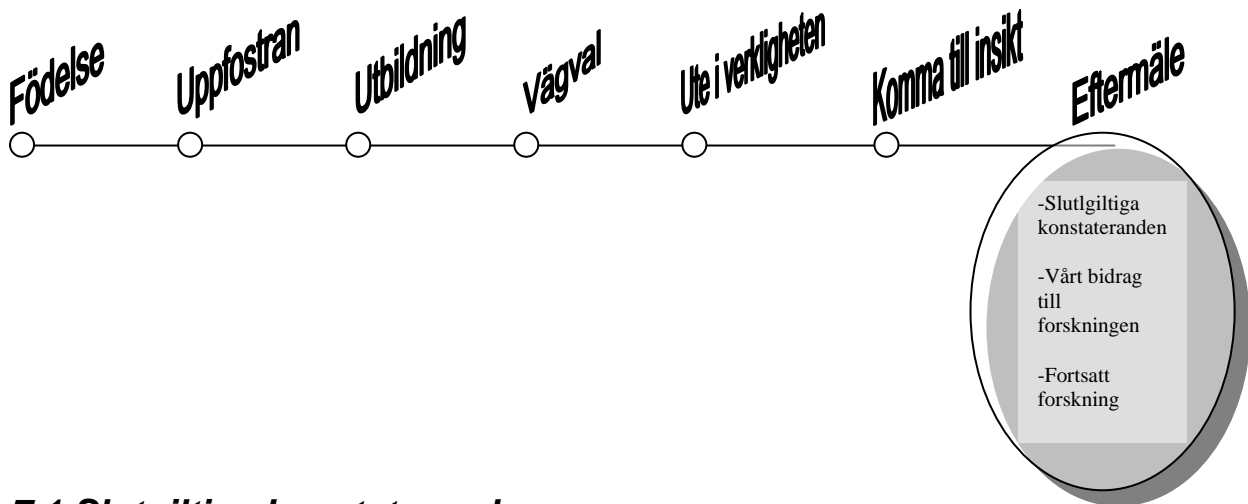 Födelse
Uppfostran
Utbildning
Vägval
Ute i verkligheten
Komma till insikt
Eftermäle
-Slutlgiltiga
konstateranden
-Vårt bidrag
till
forskningen
-Fortsatt
forskning